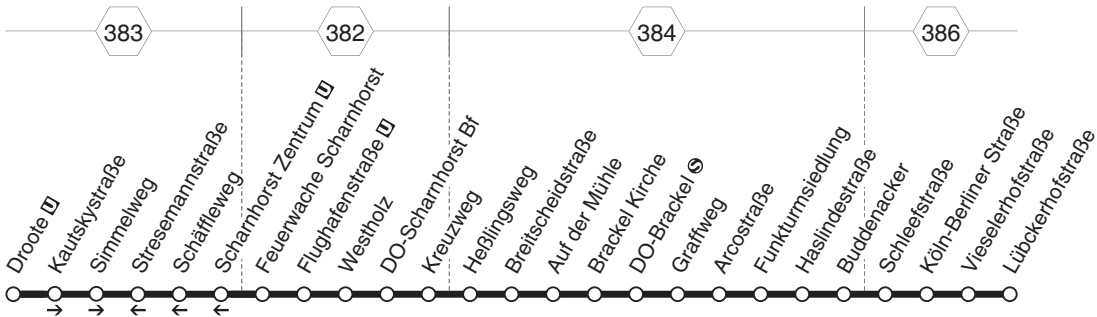 383
382
384
386
Droote U
Kautskystraße
Simmelweg
Stresemannstraße
Schäffleweg
Scharnhorst Zentrum U
Feuerwache Scharnhorst
Flughafenstraße U
Westholz
DO-Scharnhorst Bf
Kreuzweg
Heßlingsweg
Breitscheidstraße
Auf der Mühle
Brackel Kirche
DO-Brackel S
Graffweg
Arcostraße
Funkturmsiedlung
Haslindestraße
Buddenacker
Schleefstraße
Köln-Berliner Straße
Vieselerhofstraße
Lübckerhofstraße